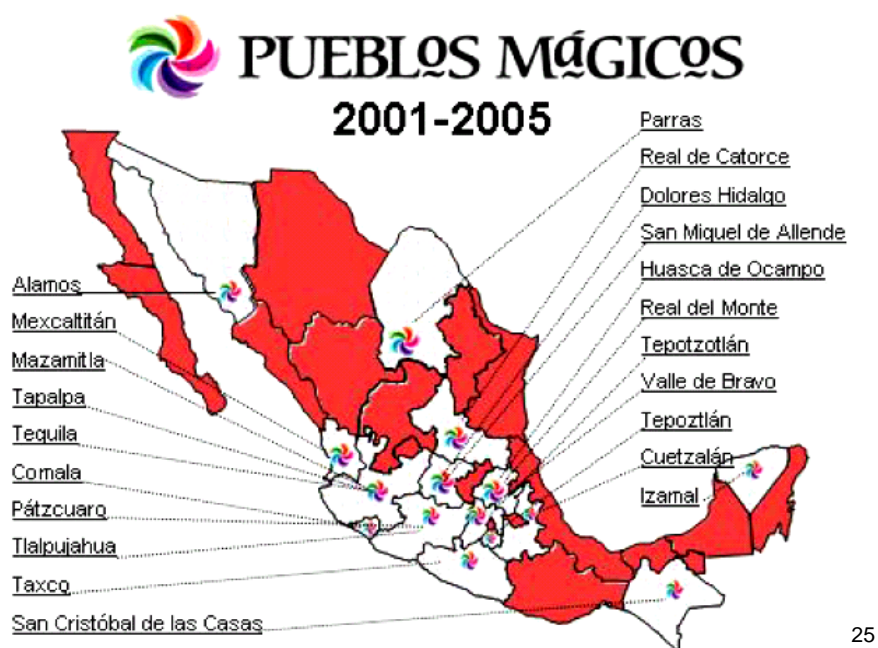 PUEBLOS MáGICOS
2001-2005
Parras
Real de Catorce
Dolores Hidalgo
San Miguel de Allende
Huasca de Ocampo
Real del Monte
Tepotzotlán
Valle de Bravo
Tepoztlán
Cuetzalán
Izamal
Alamos
Mexcaltitán
Mazamitla
Tapalpa
Tequila
Comala
Pátzcuaro
Tlalpujahua
Taxco
San Cristóbal de las Casas
25